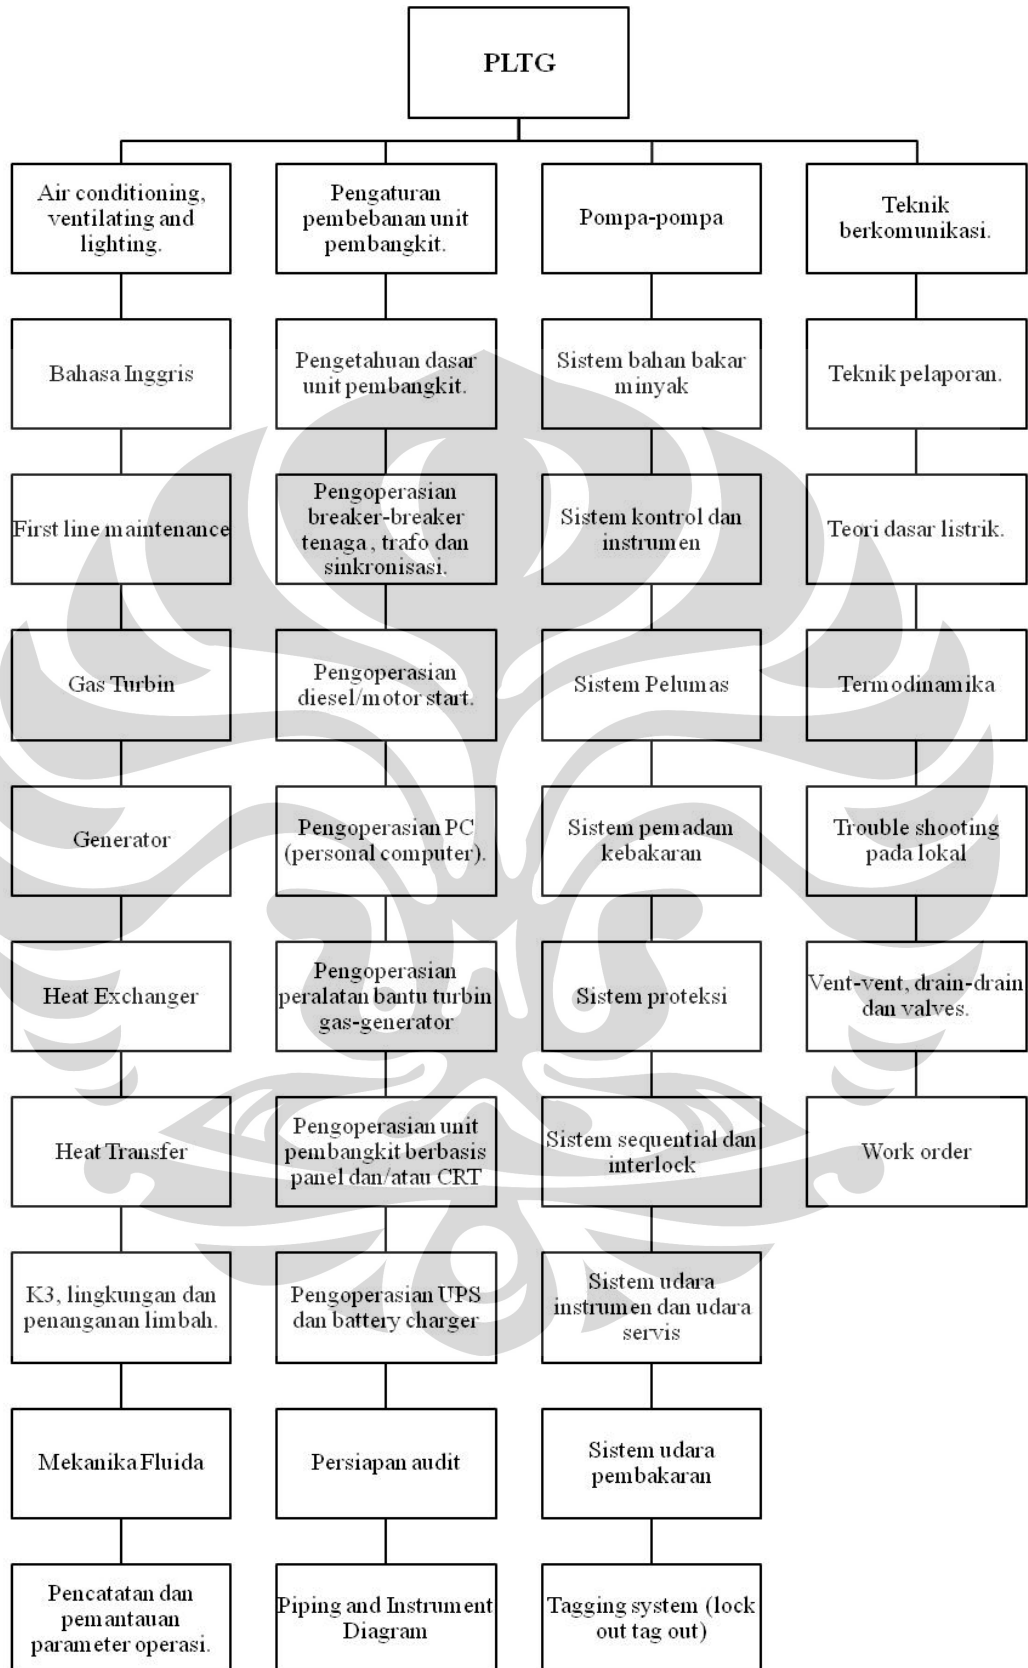 PLTG
Air conditioning,
ventilating and
lighting.
Bahasa Inggris
First line maintenance
Gas Turbin
Generator
Heat Exchanger
Heat Transfer
K3, lingkungan dan
penanganan limbah.
Mekanika Fluida
Pencatatan dan
pemantauan
parameter operasi.
Pengaturan
pembebanan unit
pembangkit.
Pengetahuan dasar
unit pembangkit.
Pengoperasian
breaker-breaker
tenaga , trafo dan
sinkronisasi.
Pengoperasian
diesel/motor start.
Pengoperasian PC
(personal computer).
Pengoperasian
peralatan bantu turbin
gas-generator
Pengoperasian unit
pembangkit berbasis
panel dan/atau CRT
Pengoperasian UPS
dan battery charger
Persiapan audit
Piping and Instrument
Diagram
Pompa-pompa
Sistem bahan bakar
minyak
Sistem kontrol dan
instrumen
Sistem Pelumas
Sistem pemadam
kebakaran
Sistem proteksi
Sistem sequential dan
interlock
Sistem udara
instrumen dan udara
servis
Sistem udara
pembakaran
Tagging system (lock
out tag out)
Teknik
berkomunikasi.
Teknik pelaporan.
Teori dasar listrik.
Termodinamika
Trouble shooting
pada lokal
Vent-vent, drain-drain
dan valves.
Work order